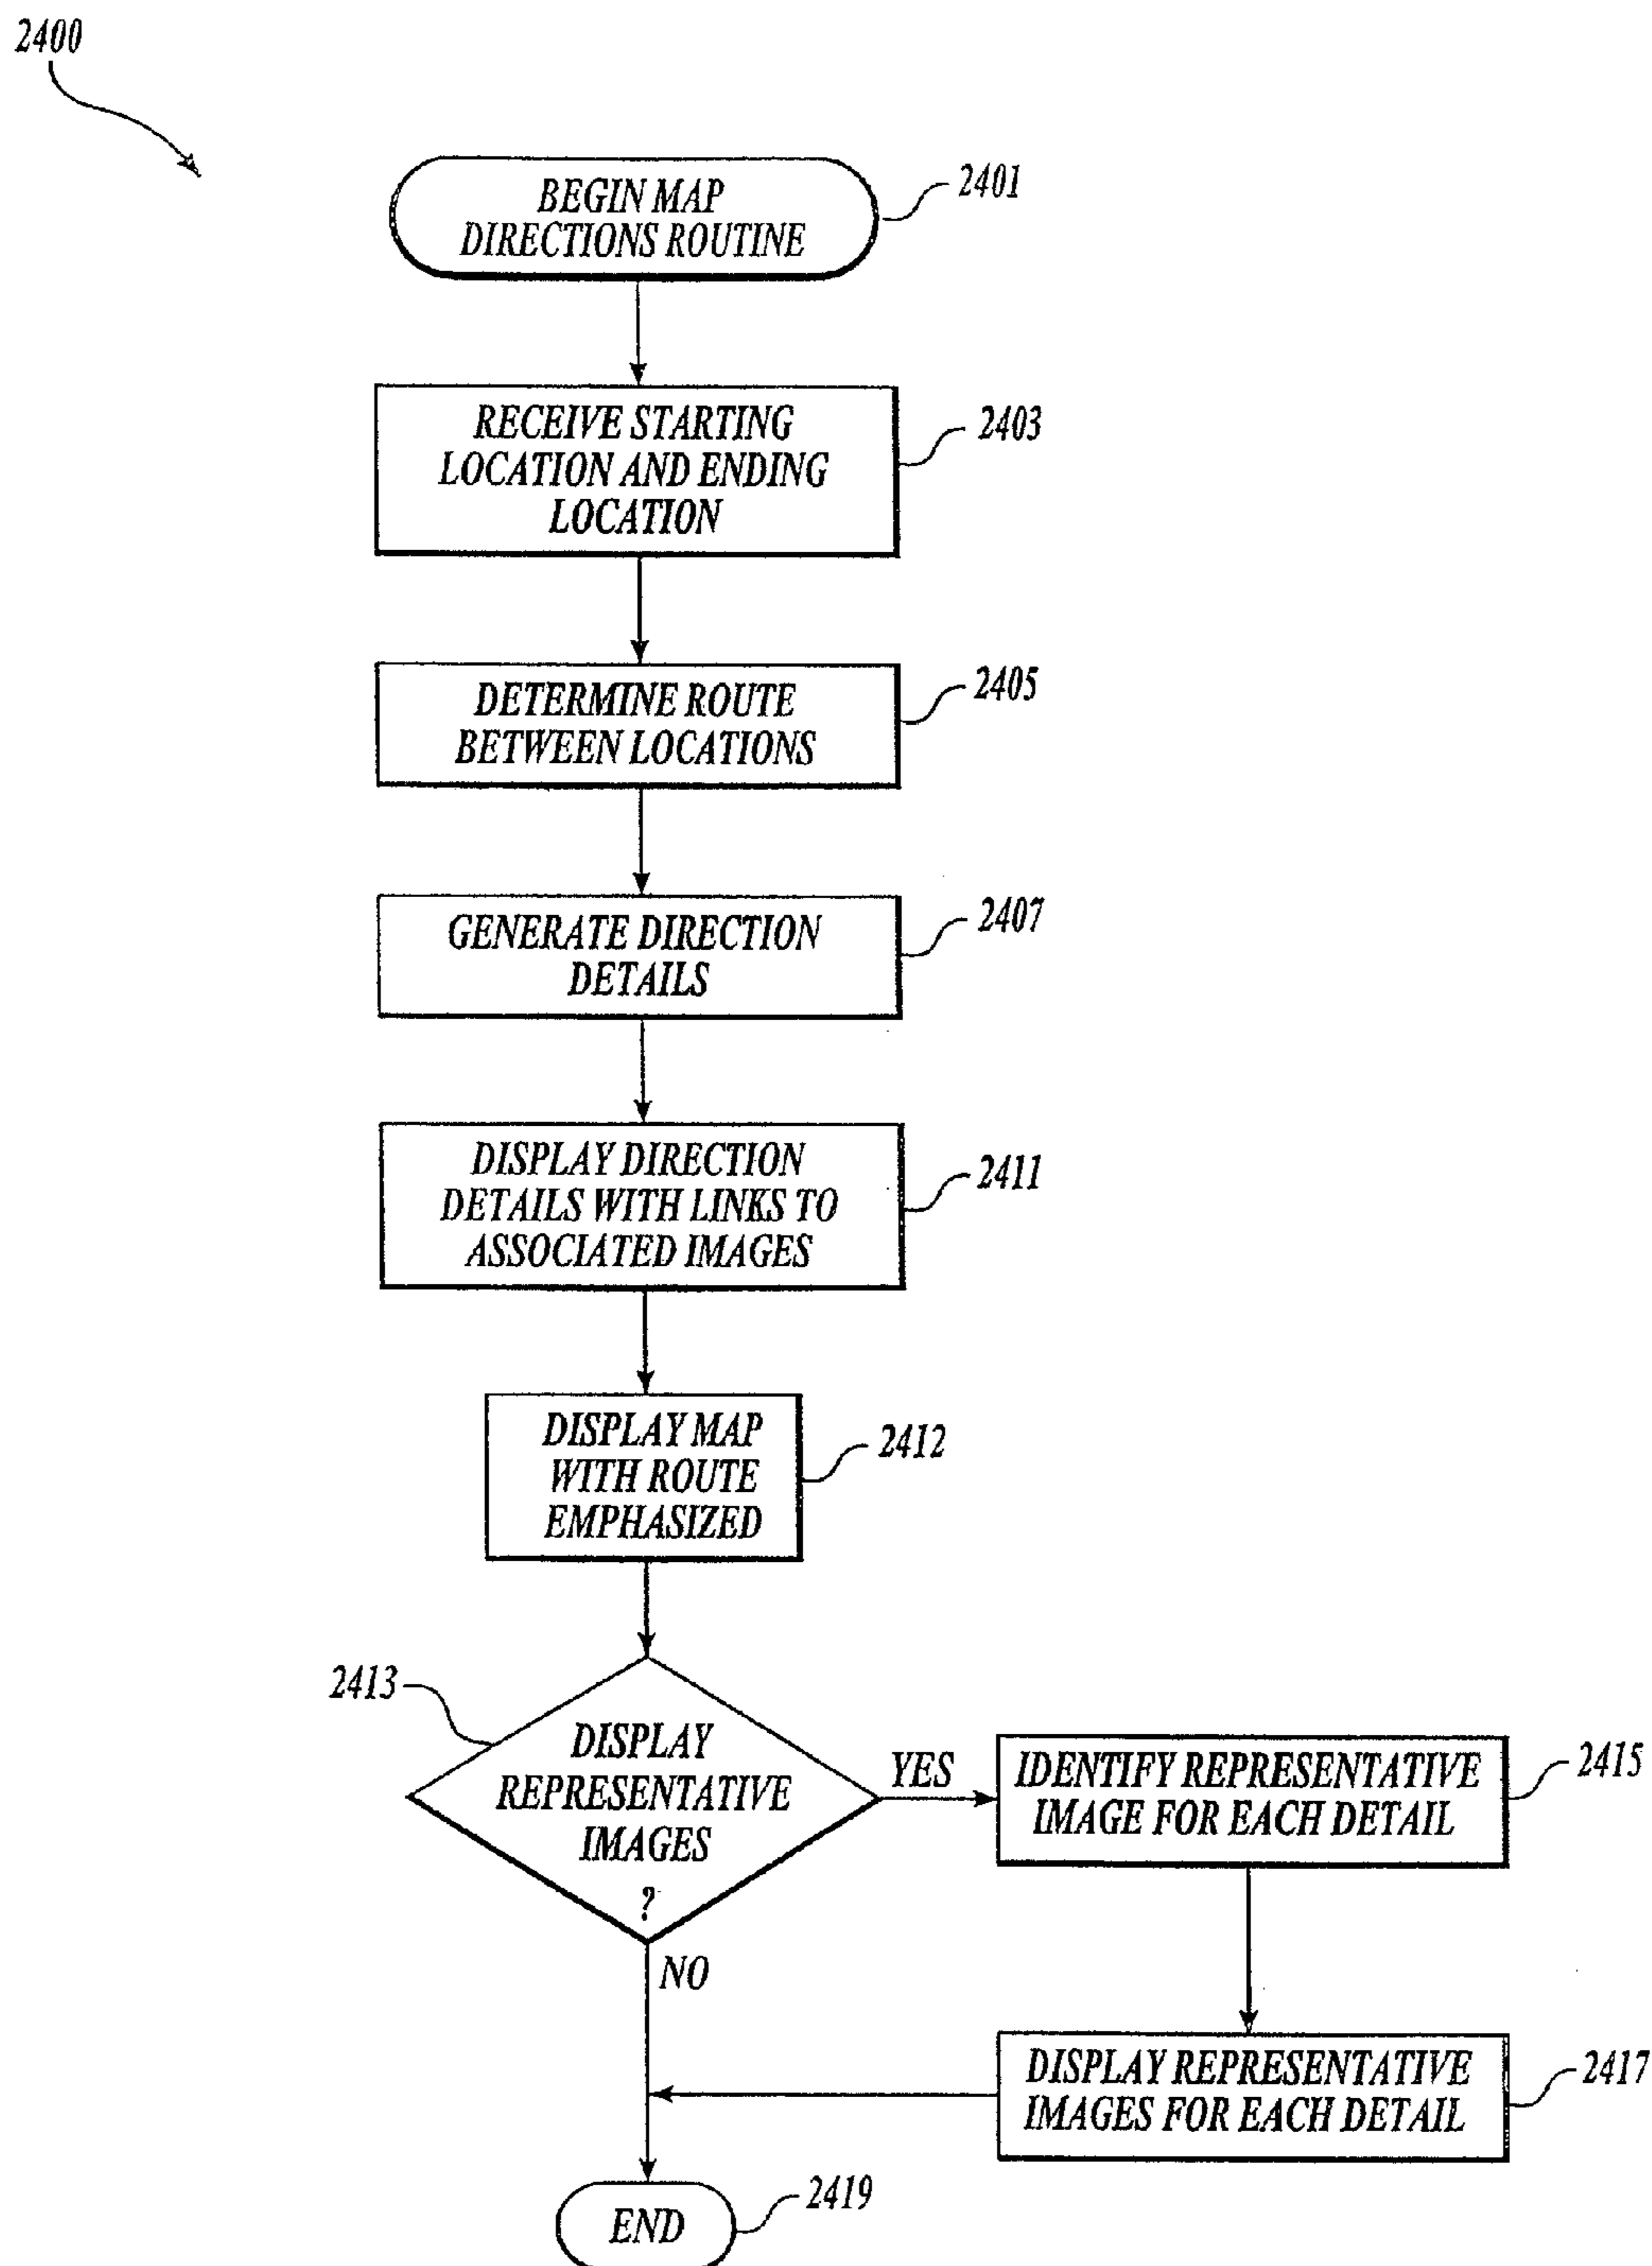 2400
BEGIN MAP
DIRECTIONS ROUTINE
2401
RECEIVE STARTING
LOCATION AND ENDING
LOCATION
2403
DETERMINE ROUTE
BETWEEN LOCATIONS
2405
GENERATE DIRECTION
DETAILS
2407
DISPLAY DIRECTION
DETAILS WITH LINKS TO
ASSOCIATED IMAGES
2411
DISPLAY MAP
WITH ROUTE
EMPHASIZED
2412
2413
DISPLAY
REPRESENTATIVE
IMAGES
?
YES
NO
IDENTIFY REPRESENTATIVE
IMAGE FOR EACH DETAIL
2415
DISPLAY REPRESENTATIVE
IMAGES FOR EACH DETAIL
2417
END
2419